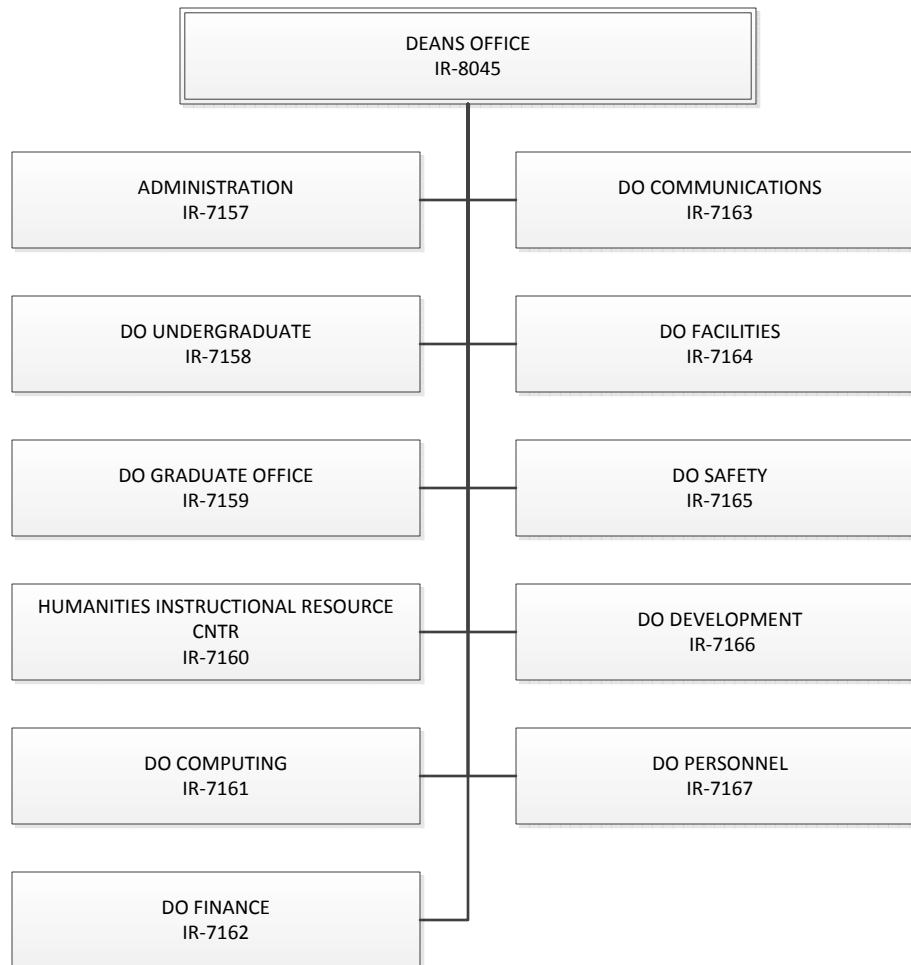 DEANS OFFICE
IR-8045
ADMINISTRATION
IR-7157
DO COMMUNICATIONS
IR-7163
DO UNDERGRADUATE
IR-7158
DO FACILITIES
IR-7164
DO GRADUATE OFFICE
IR-7159
DO SAFETY
IR-7165
HUMANITIES INSTRUCTIONAL RESOURCE
CNTR
IR-7160
DO DEVELOPMENT
IR-7166
DO COMPUTING
IR-7161
DO PERSONNEL
IR-7167
DO FINANCE
IR-7162